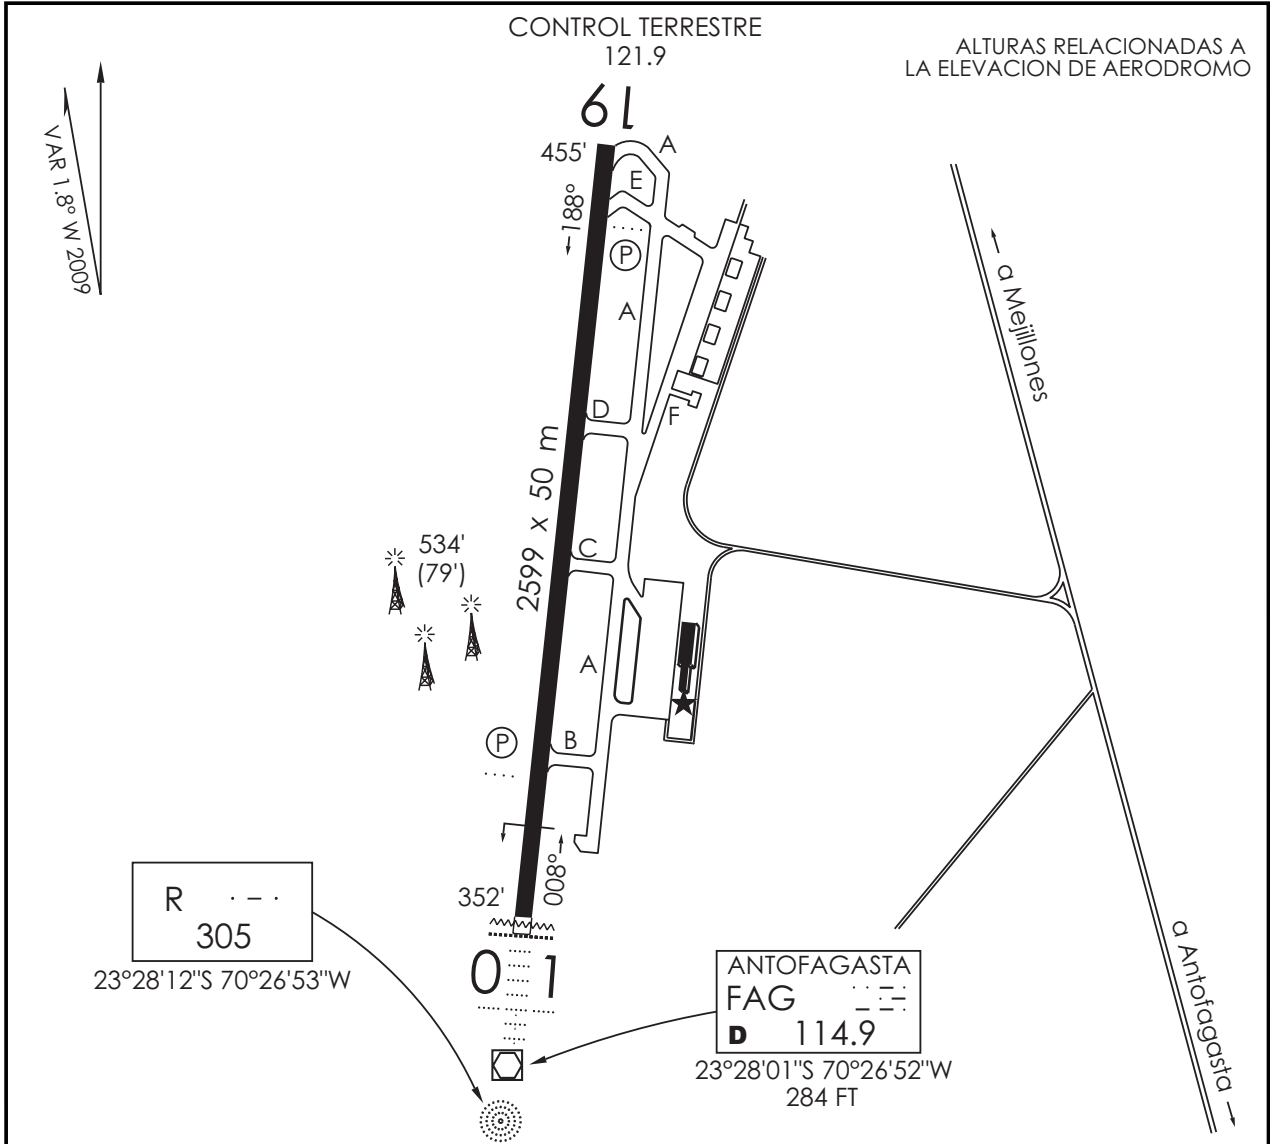 CONTROL TERRESTRE
121.9
ALTURAS RELACIONADAS A
LA ELEVACION DE AERODROMO
VAR 1.8° W 2009
19
455'
188°
A
E
P
A
D
F
2599 x 50 m
C
534'
(79')
A
P
B
a Mejillones
008°
352'
R
305
23°28'12"S 70°26'53"W
01
ANTOFAGASTA
FAG
D 114.9
23°28'01"S 70°26'52"W
284 FT
a Antofagasta